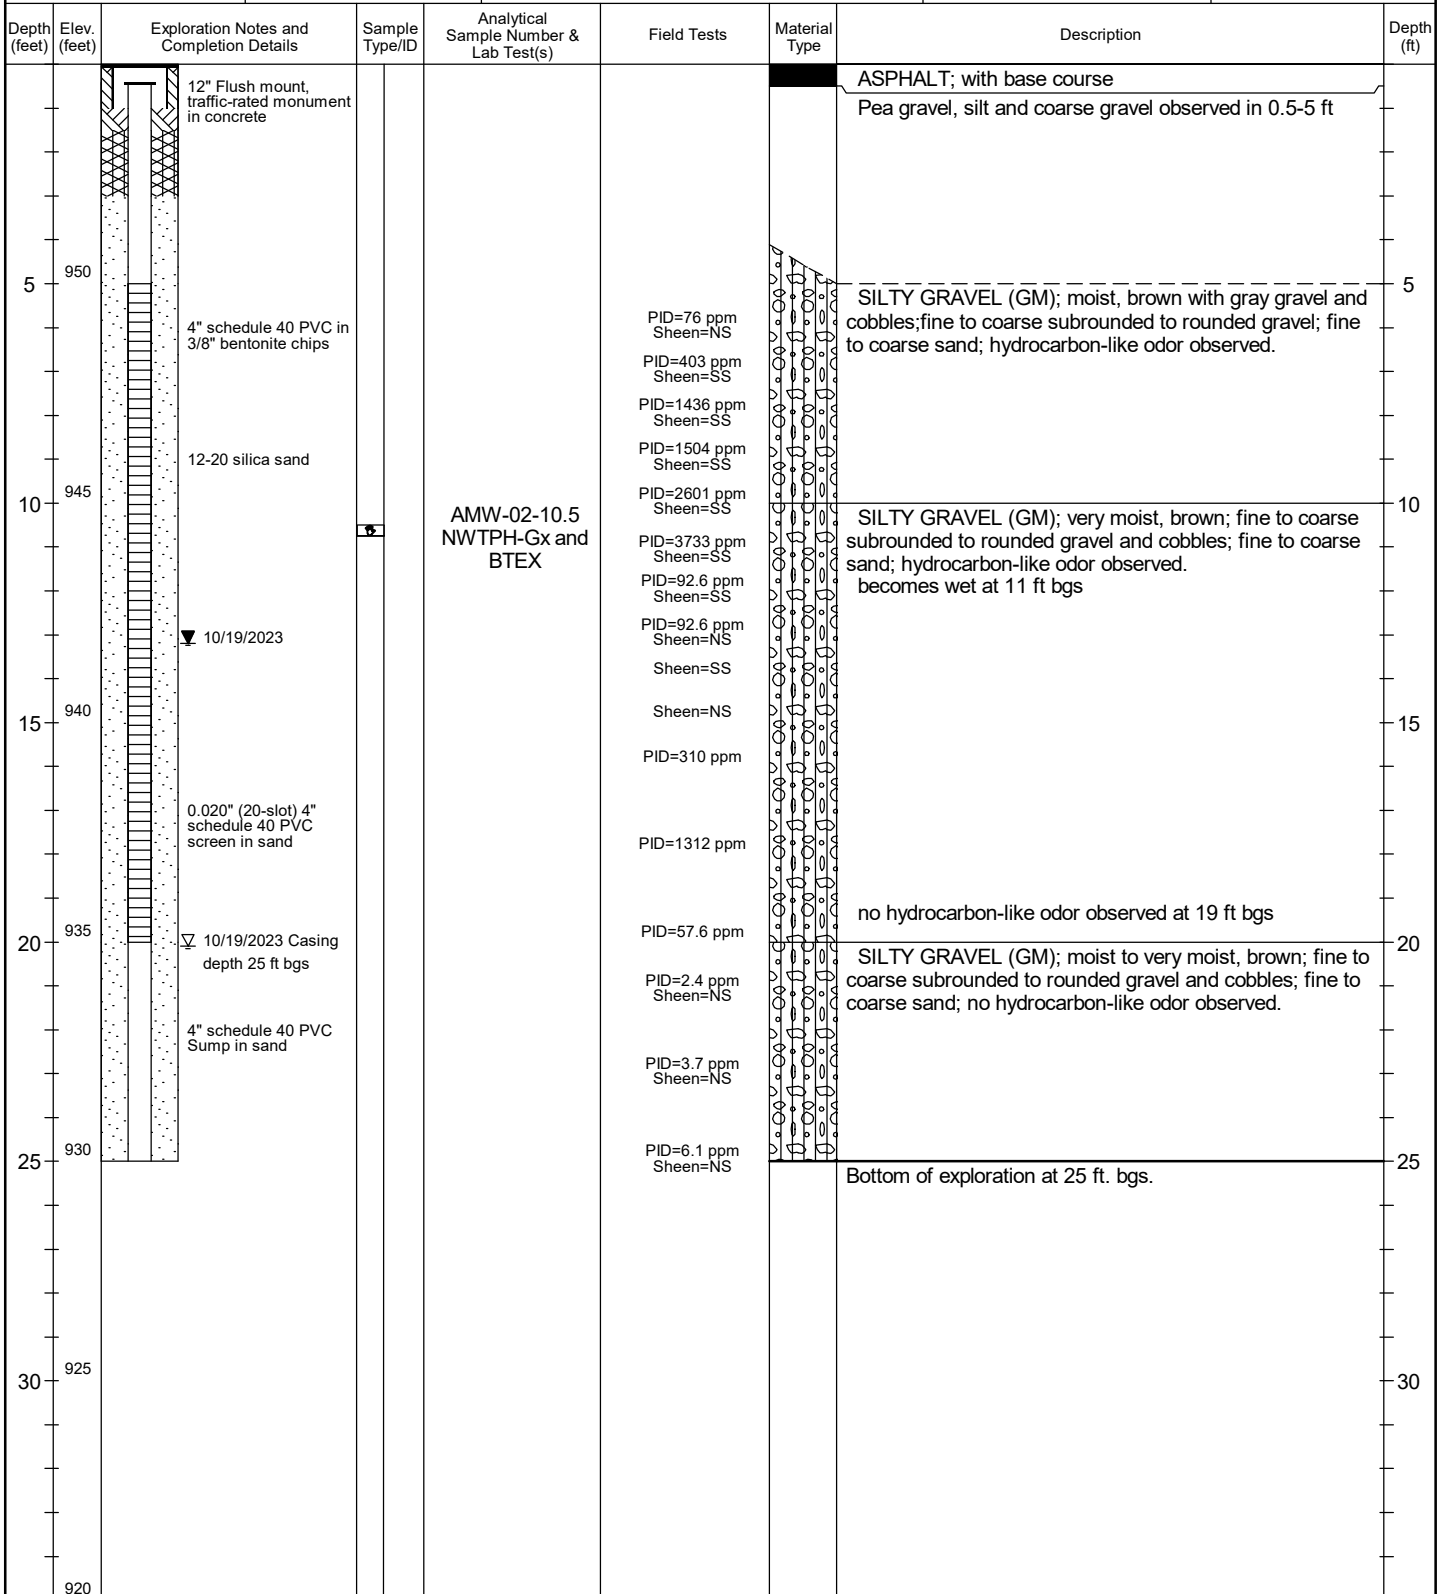 Depth (feet)
Elev. (feet)
Exploration Notes and Completion Details
Sample Type/ID
Analytical Sample Number & Lab Test(s)
Field Tests
Material Type
Description
Depth (ft)
12" Flush mount,
traffic-rated monument
in concrete
ASPHALT; with base course
Pea gravel, silt and coarse gravel observed in 0.5-5 ft
950
5
5
4" schedule 40 PVC in
3/8" bentonite chips
PID=76 ppm
Sheen=NS
PID=403 ppm
Sheen=SS
PID=1436 ppm
Sheen=SS
PID=1504 ppm
Sheen=SS
PID=2601 ppm
Sheen=SS
SILTY GRAVEL (GM); moist, brown with gray gravel and
cobbles;fine to coarse subrounded to rounded gravel; fine
to coarse sand; hydrocarbon-like odor observed.
12-20 silica sand
945
10
10
AMW-02-10.5
NWTPH-Gx and
BTEX
PID=3733 ppm
Sheen=SS
PID=92.6 ppm
Sheen=SS
PID=92.6 ppm
Sheen=NS
Sheen=SS
Sheen=NS
PID=310 ppm
PID=1312 ppm
PID=57.6 ppm
SILTY GRAVEL (GM); very moist, brown; fine to coarse
subrounded to rounded gravel and cobbles; fine to coarse
sand; hydrocarbon-like odor observed.
becomes wet at 11 ft bgs
10/19/2023
940
15
15
0.020" (20-slot) 4"
schedule 40 PVC
screen in sand
no hydrocarbon-like odor observed at 19 ft bgs
935
20
20
10/19/2023 Casing
depth 25 ft bgs
PID=2.4 ppm
Sheen=NS
SILTY GRAVEL (GM); moist to very moist, brown; fine to
coarse subrounded to rounded gravel and cobbles; fine to
coarse sand; no hydrocarbon-like odor observed.
4" schedule 40 PVC
Sump in sand
PID=3.7 ppm
Sheen=NS
930
25
25
PID=6.1 ppm
Sheen=NS
Bottom of exploration at 25 ft. bgs.
925
30
30
920